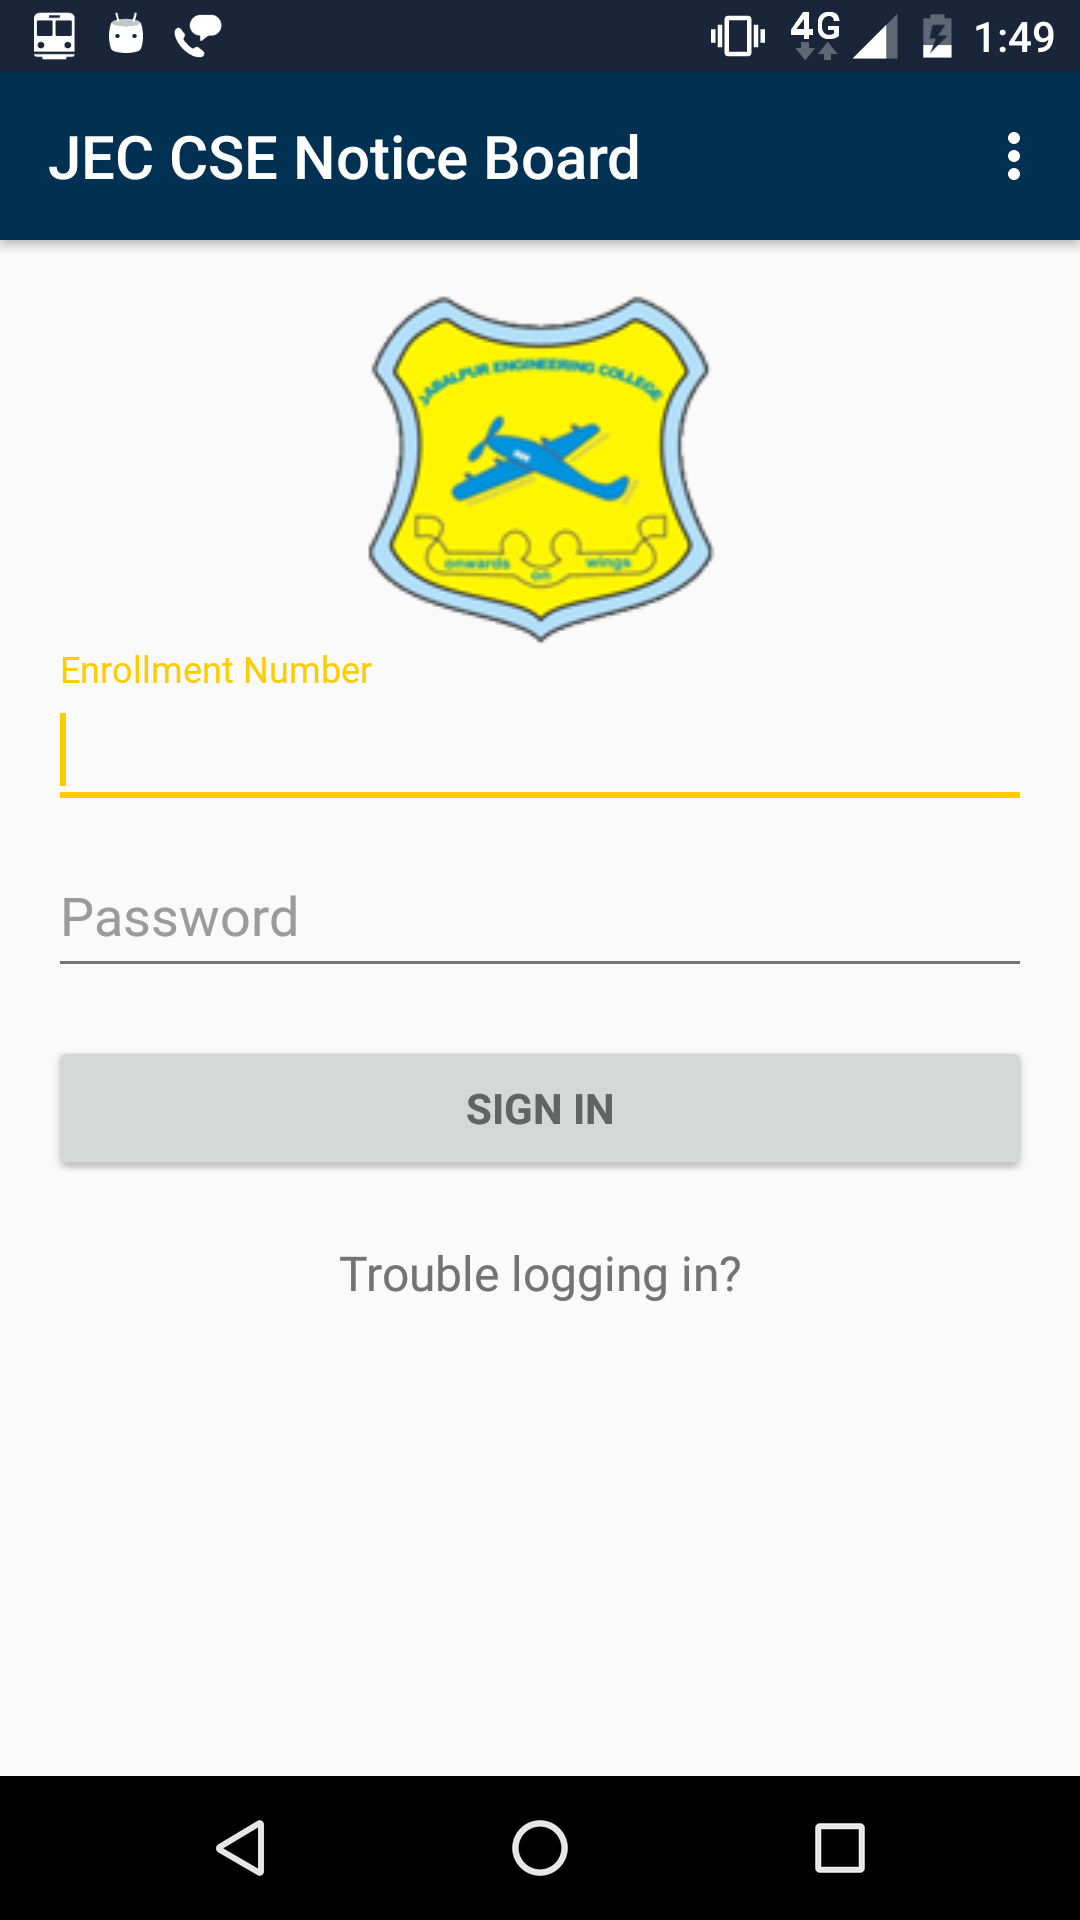 4G 1:49
JEC CSE Notice Board
JABALPUR ENGINEERING COLLEGE
onwards on wings
Enrollment Number
Password
SIGN IN
Trouble logging in?